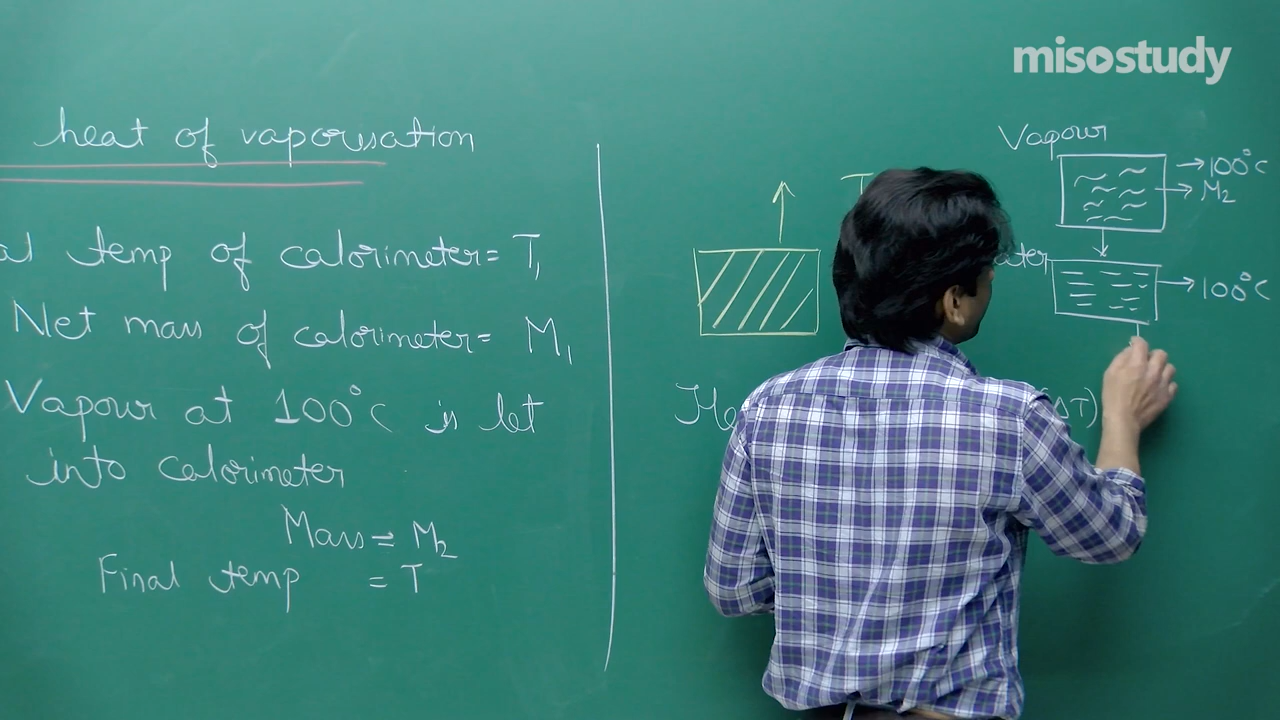 misostudy
heat of vaporisation
temp of calorimeter= T₁
Net mass of calorimeter= M₁
Vapour at 100°C is let
into calorimeter
Mass = M₂
Final temp = T
T
Vapour
→100°C
→M₂
→100°C
ΔT)